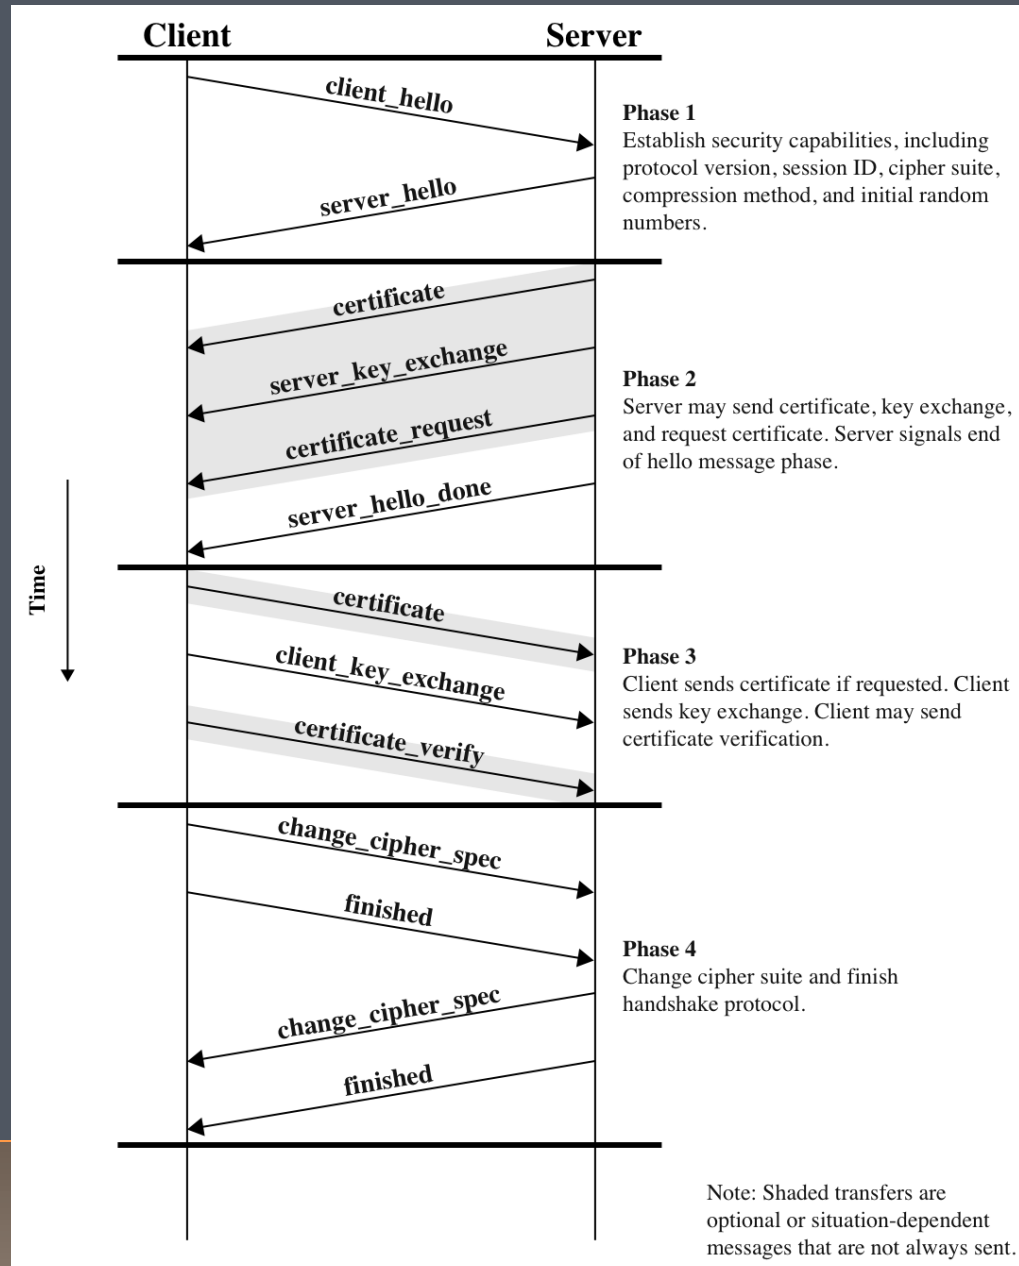 Client
Server
client_hello
server_hello
Phase 1
Establish security capabilities, including
protocol version, session ID, cipher suite,
compression method, and initial random
numbers.
certificate
server_key_exchange
certificate_request
server_hello_done
Phase 2
Server may send certificate, key exchange,
and request certificate. Server signals end
of hello message phase.
Time
certificate
client_key_exchange
certificate_verify
Phase 3
Client sends certificate if requested. Client
sends key exchange. Client may send
certificate verification.
change_cipher_spec
finished
change_cipher_spec
finished
Phase 4
Change cipher suite and finish
handshake protocol.
Note: Shaded transfers are
optional or situation-dependent
messages that are not always sent.